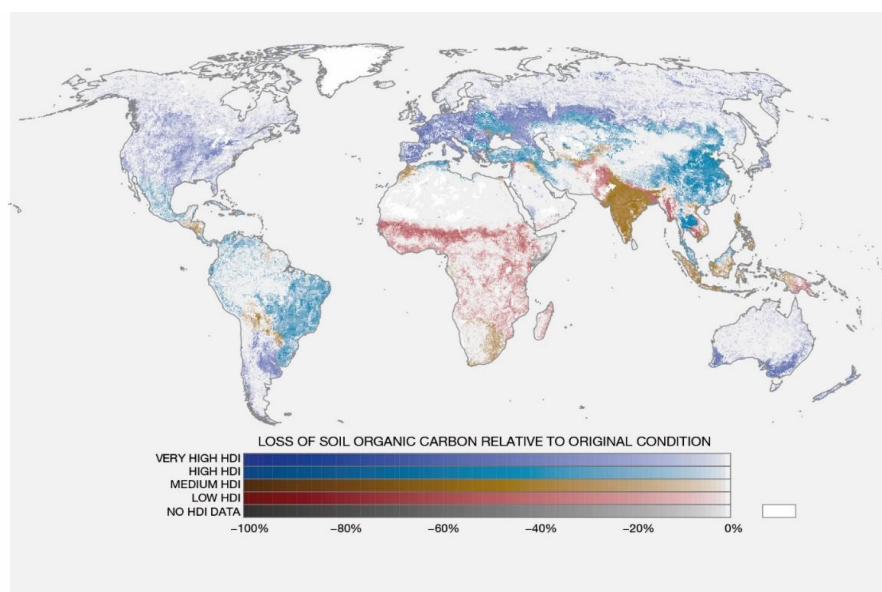 LOSS OF SOIL ORGANIC CARBON RELATIVE TO ORIGINAL CONDITION
VERY HIGH HDI
HIGH HDI
MEDIUM HDI
LOW HDI
NO HDI DATA
−100% −80% −60% −40% −20% 0%